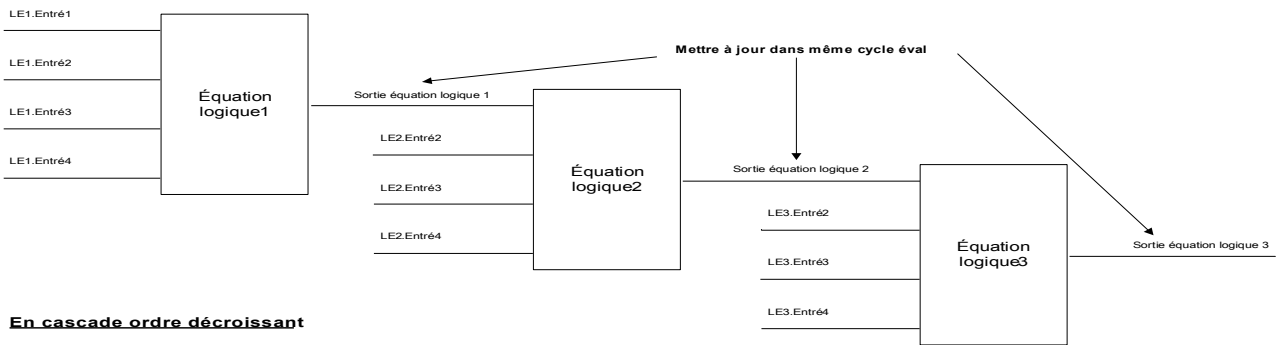 LE1.Entré1
LE1.Entré2
LE1.Entré3
LE1.Entré4
Équation
logique1
Sortie équation logique 1
Mettre à jour dans même cycle éval
LE2.Entré2
LE2.Entré3
LE2.Entré4
Équation
logique2
Sortie équation logique 2
LE3.Entré2
LE3.Entré3
LE3.Entré4
Équation
logique3
Sortie équation logique 3
En cascade ordre décroissant